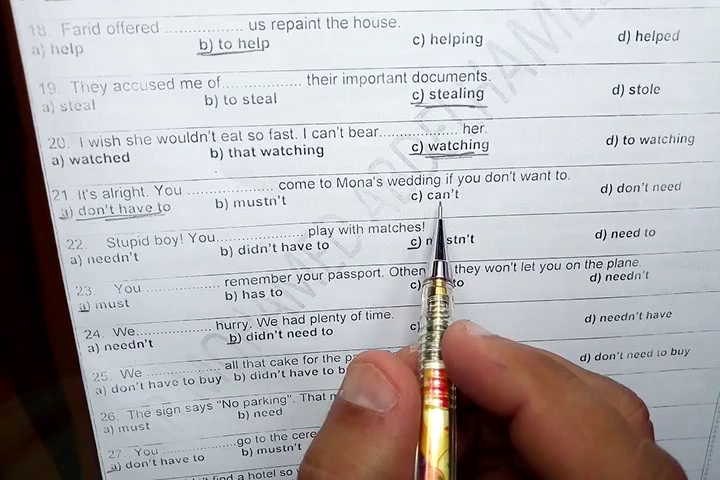 18. Farid offered ................ us repaint the house.
a) help b) to help c) helping d) helped
19. They accused me of.................. their important documents.
a) steal b) to steal c) stealing d) stole
20. I wish she wouldn't eat so fast. I can't bear.................. her.
a) watched b) that watching c) watching d) to watching
21. It's alright. You .................... come to Mona's wedding if you don't want to.
a) don't have to b) mustn't c) can't d) don't need
22. Stupid boy! You.................... play with matches!
a) needn't b) didn't have to c) d) need to
23. You .................. remember your passport. they won't let you on the plane.
a) must b) has to c) to d) needn't
24. We.................. hurry. We had plenty of time.
a) needn't b) didn't need to c) d) needn't have
25. We .................. all that cake for the
a) don't have to buy b) didn't have to d) don't need to buy
26. The sign says "No parking". That
a) must b) need
27. You ..................go to the
a) don't have to b) mustn't
find a hotel so